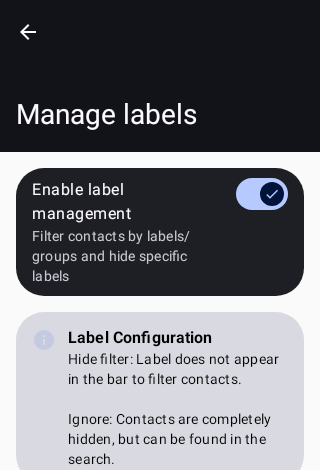 Manage labels
Enable label
management
Filter contacts by labels/
groups and hide specific
labels
Label Configuration
Hide filter: Label does not appear
in the bar to filter contacts.
Ignore: Contacts are completely
hidden, but can be found in the
search.